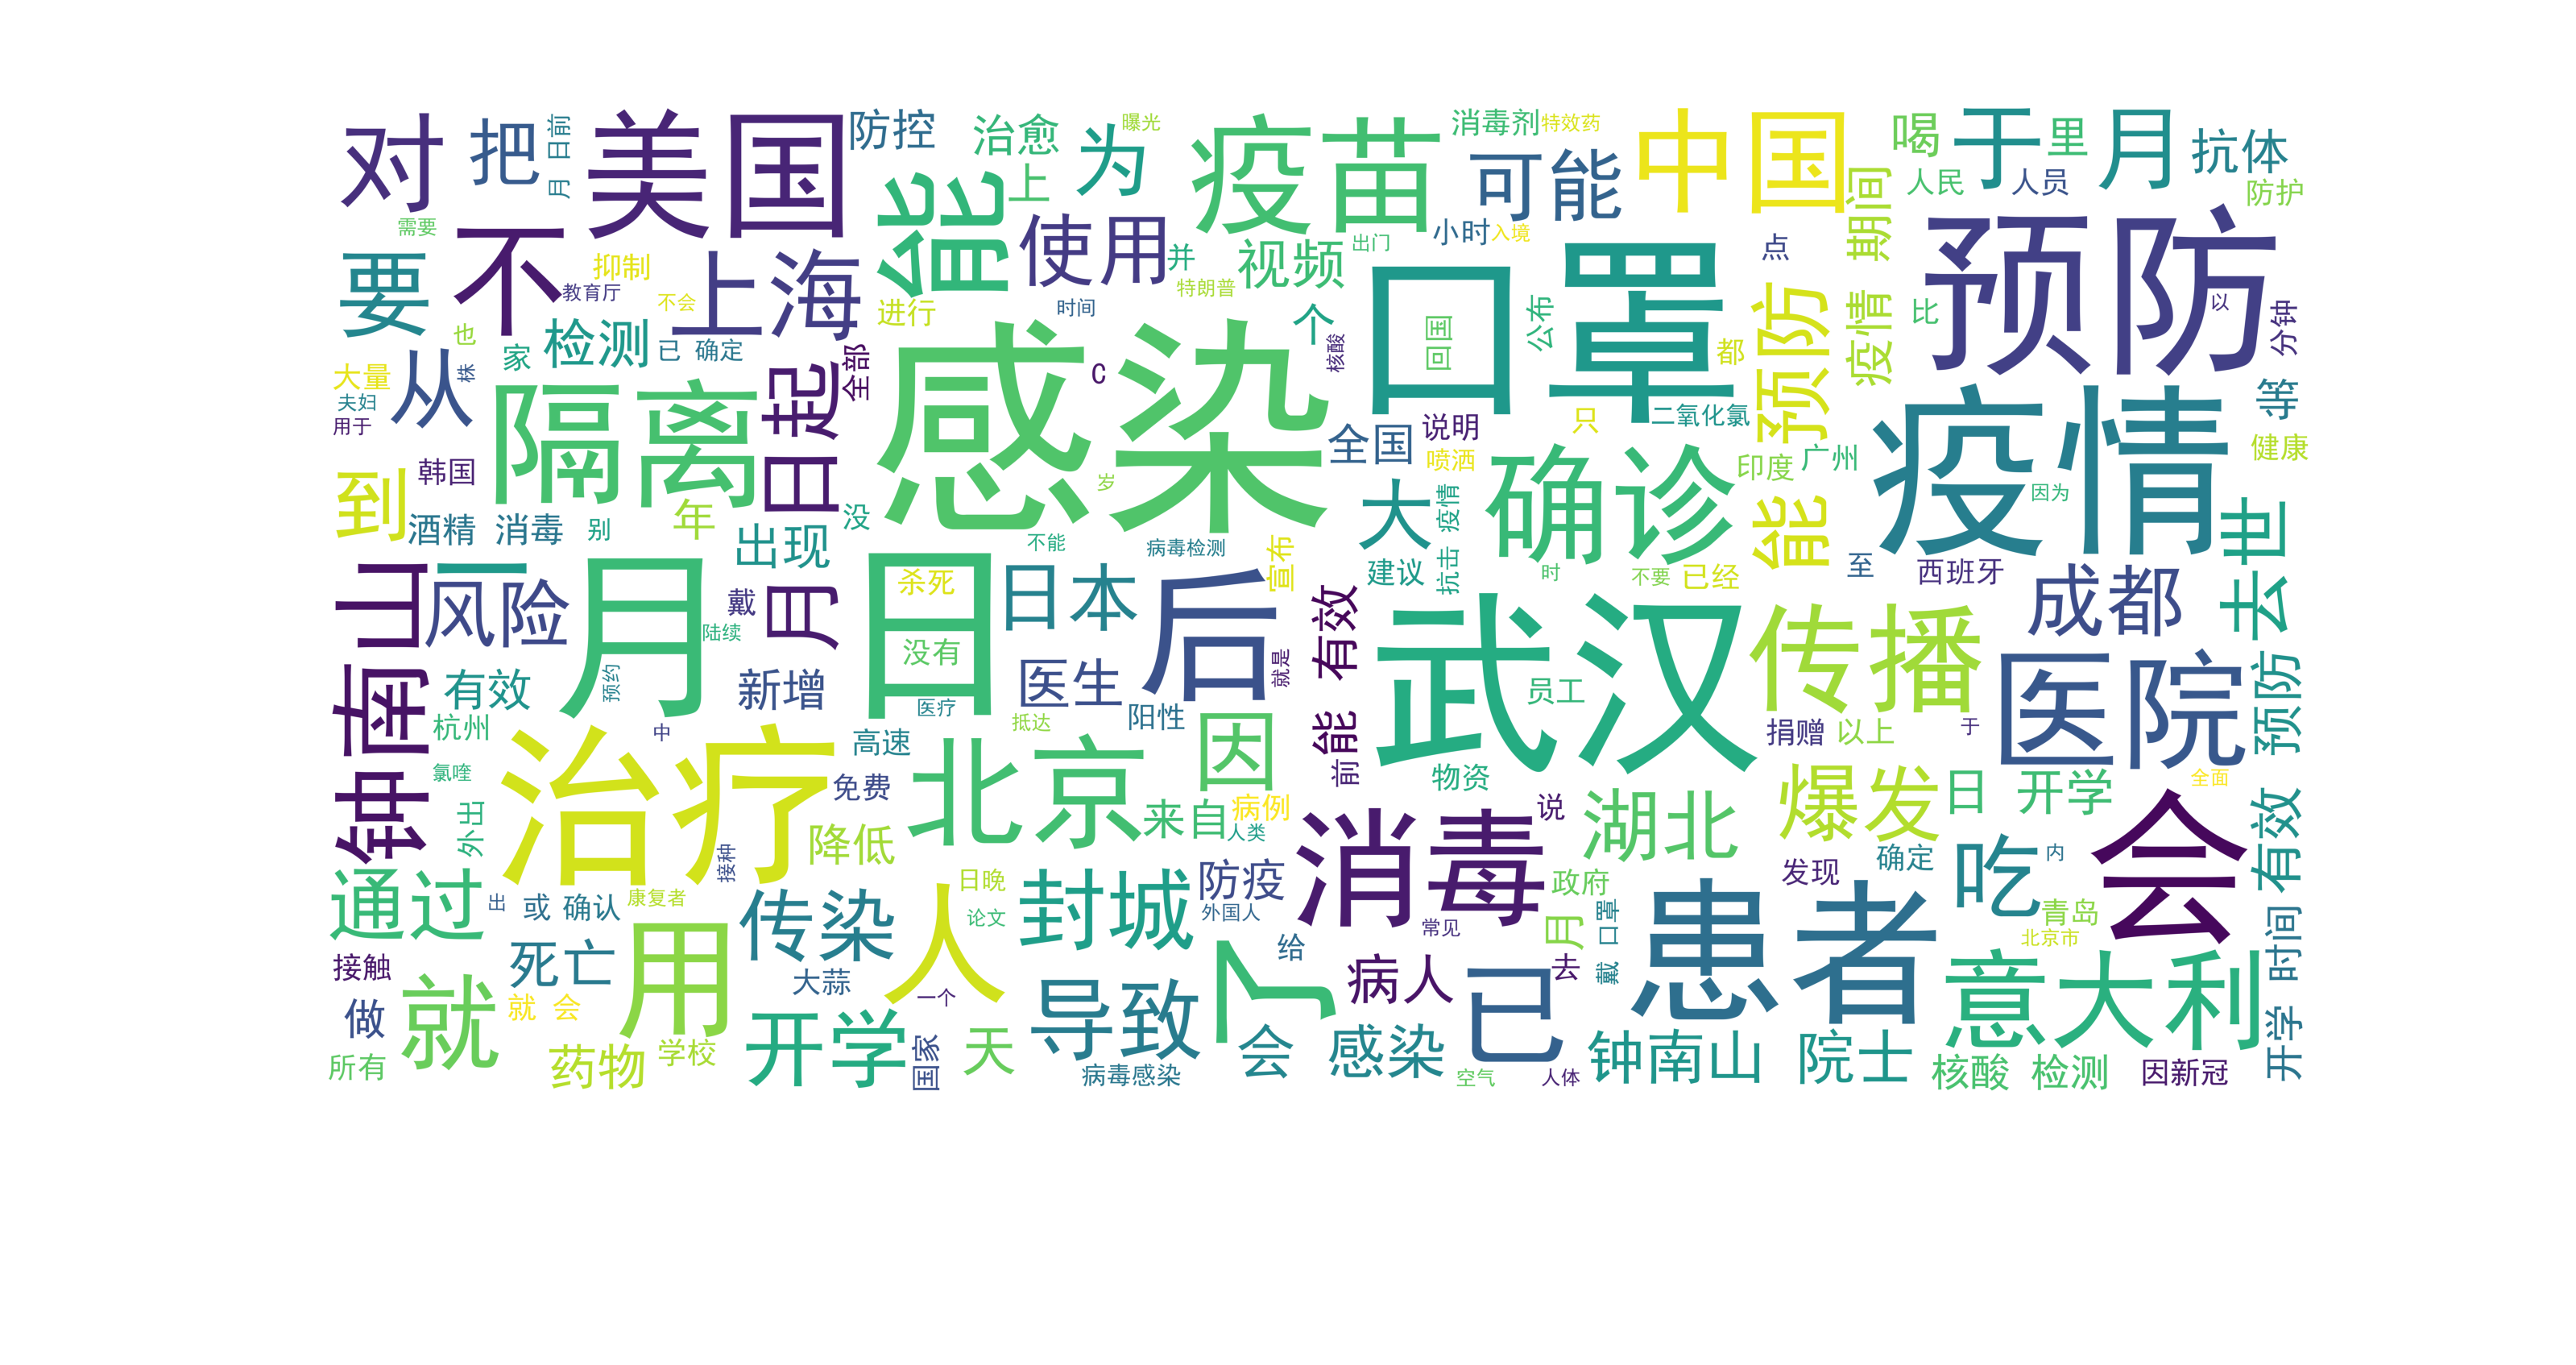 对
把
日前
月
美国
防控
治愈
曝光
为
上
能
疫苗
消毒剂
特效药
可能
中国
喝
于
里
月
抗体
人民
人员
防护
期间
需要
不
要
抑制
教育厅
不会
上海
使用
并
视频
特朗普
出门
小时
入境
点
预防
以
分钟
进行
时间
个
核酸
回国
口罩
公布
都
预防
疫情
比
也
家
检测
已 确定
全部
大量
夫妇
用于
从
株
隔离
日起
感染
C
岁
全国
说明
喷洒
只
二氧化氯
确诊
印度
广州
疫情
因为
等
健康
到
韩国
酒精
消毒
别
年
没
出现
不能
病毒检测
宣布
大
抗击 疫情
建议
时
不要
已经
能
至
西班牙
去世
钟南山
一
风险
月
日
戴
月
陆续
杀死
没有
日本
后
就是
能 有效
前
武汉
员工
传播
成都
医院
预防 有效
有效
预约
新增
医疗
医生
抵达
阳性
因
物资
捐赠
以上
于
杭州
中
氯喹
外出
治疗
高速
免费
北京
来自
病例
人类
降低
接种
消毒
说
湖北
爆发
日
开学
全面
会
通过
出
或
确认
康复者
传染
人
日晚
论文
封城
防疫
外国人
常见
政府
月
戴 口罩
发现
确定
吃
内
青岛
北京市
接触
死亡
用
大蒜
一个
给
病人
已
去
患者
意大利
开学 时间
做
就
就 会
药物
学校
开学
国家
天
导致
会
感染
钟南山 院士
核酸 检测
因新冠
所有
病毒感染
空气
人体